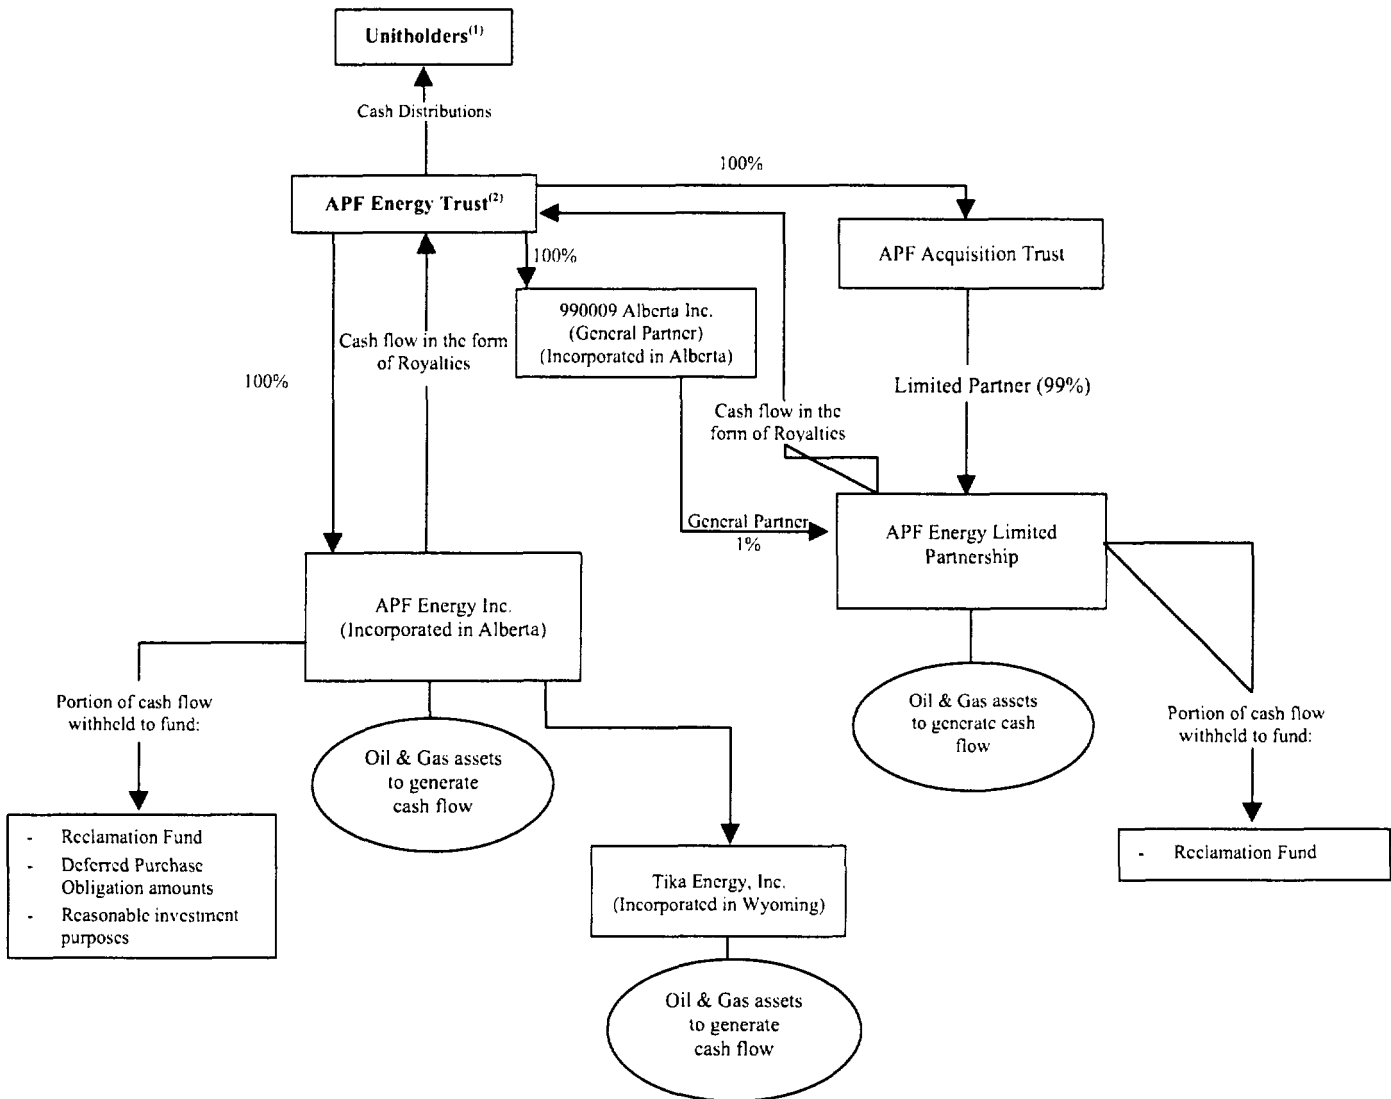 Unitholders(1)
Cash Distributions
100%
APF Energy Trust(2)
APF Acquisition Trust
100%
990009 Alberta Inc.
(General Partner)
(Incorporated in Alberta)
Cash flow in the form
of Royalties
100%
Limited Partner (99%)
Cash flow in the
form of Royalties
General Partner
1%
APF Energy Limited
Partnership
APF Energy Inc.
(Incorporated in Alberta)
Portion of cash flow
withheld to fund:
Oil & Gas assets
to generate cash
flow
Portion of cash flow
withheld to fund:
Oil & Gas assets
to generate
cash flow
- Reclamation Fund
- Deferred Purchase
Obligation amounts
- Reasonable investment
purposes
- Reclamation Fund
Tika Energy, Inc.
(Incorporated in Wyoming)
Oil & Gas assets
to generate
cash flow